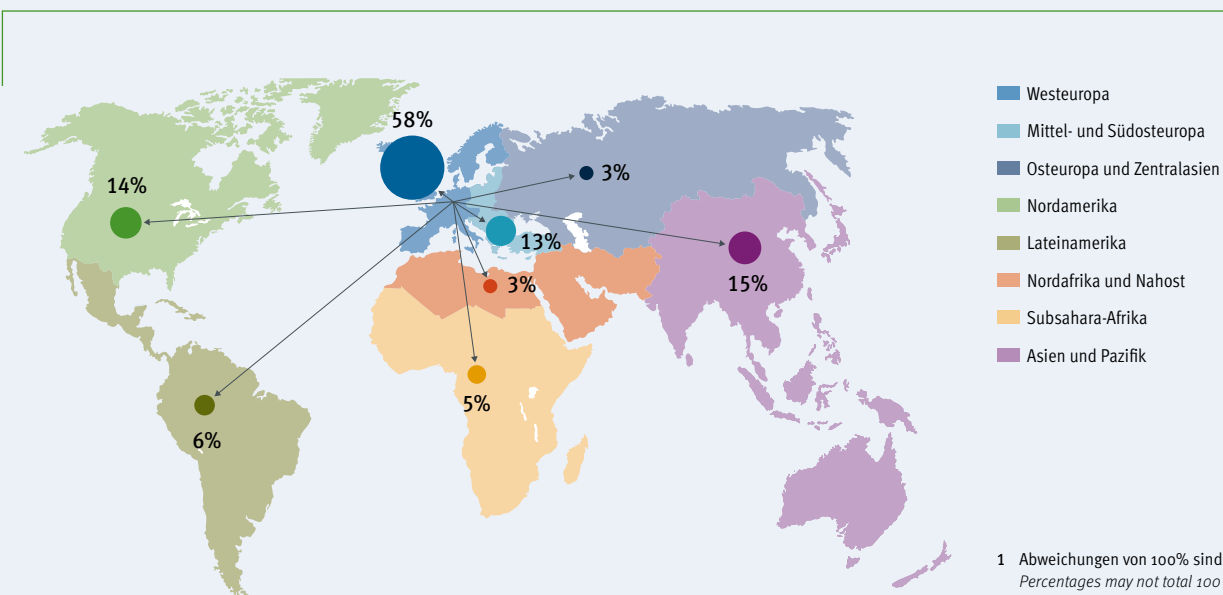 58%
14%
3%
13%
15%
3%
5%
6%
Westeuropa
Mittel- und Südosteuropa
Osteuropa und Zentralasien
Nordamerika
Lateinamerika
Nordafrika und Nahost
Subsahara-Afrika
Asien und Pazifik
1 Abweichungen von 100% sind
Percentages may not total 100